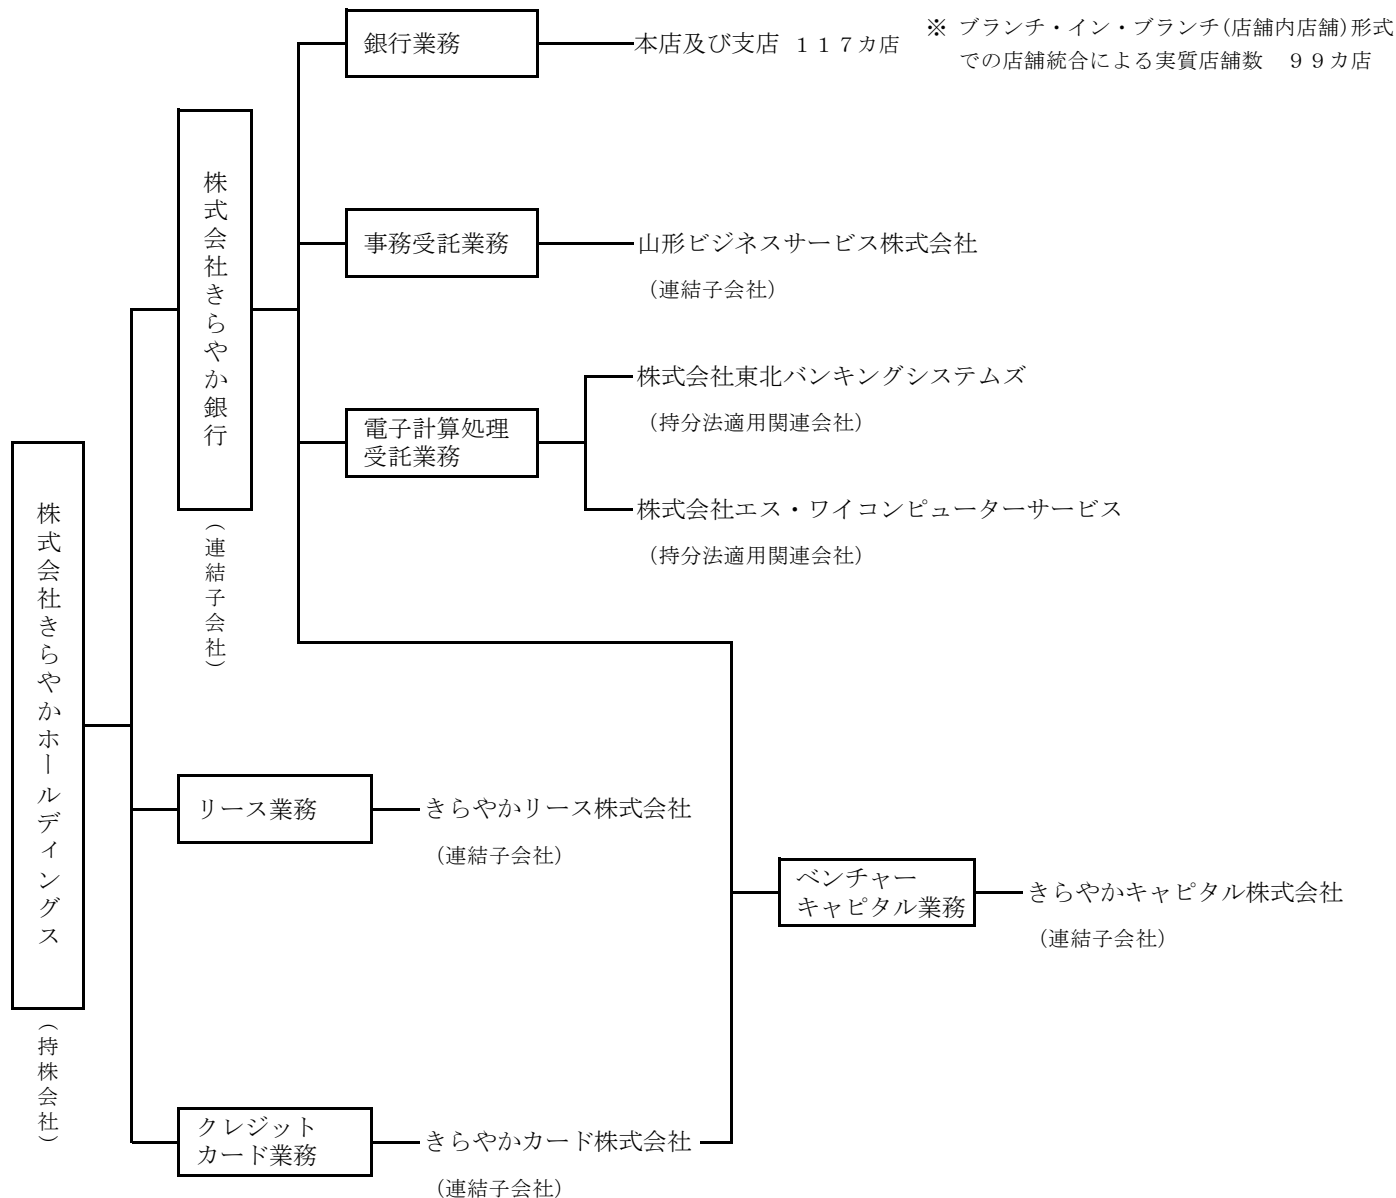 銀行業務
本店及び支店 １１７カ店
※ ブランチ・イン・ブランチ(店舗内店舗)形式
での店舗統合による実質店舗数　９９カ店
株式会社きらやか銀行
（連結子会社）
事務受託業務
山形ビジネスサービス株式会社
（連結子会社）
電子計算処理
受託業務
株式会社東北バンキングシステムズ
（持分法適用関連会社）
株式会社エス・ワイコンピューターサービス
（持分法適用関連会社）
株式会社きらやかホールディングス
（持株会社）
リース業務
きらやかリース株式会社
（連結子会社）
ベンチャー
キャピタル業務
きらやかキャピタル株式会社
（連結子会社）
クレジット
カード業務
きらやかカード株式会社
（連結子会社）